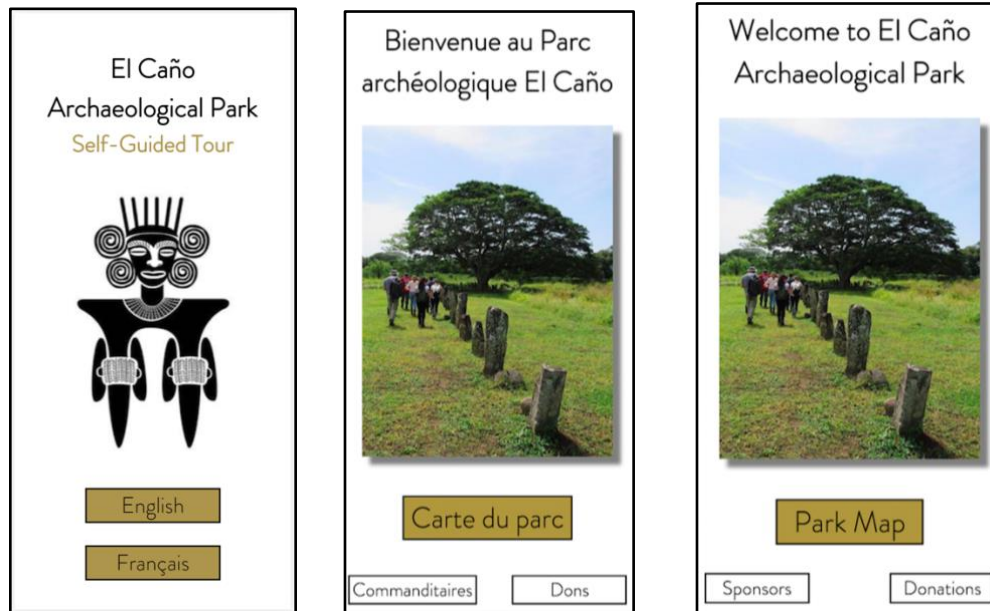 El Caño
Archaeological Park
Self-Guided Tour
English
Français
Bienvenue au Parc
archéologique El Caño
Carte du parc
Commanditaires
Dons
Welcome to El Caño
Archaeological Park
Park Map
Sponsors
Donations